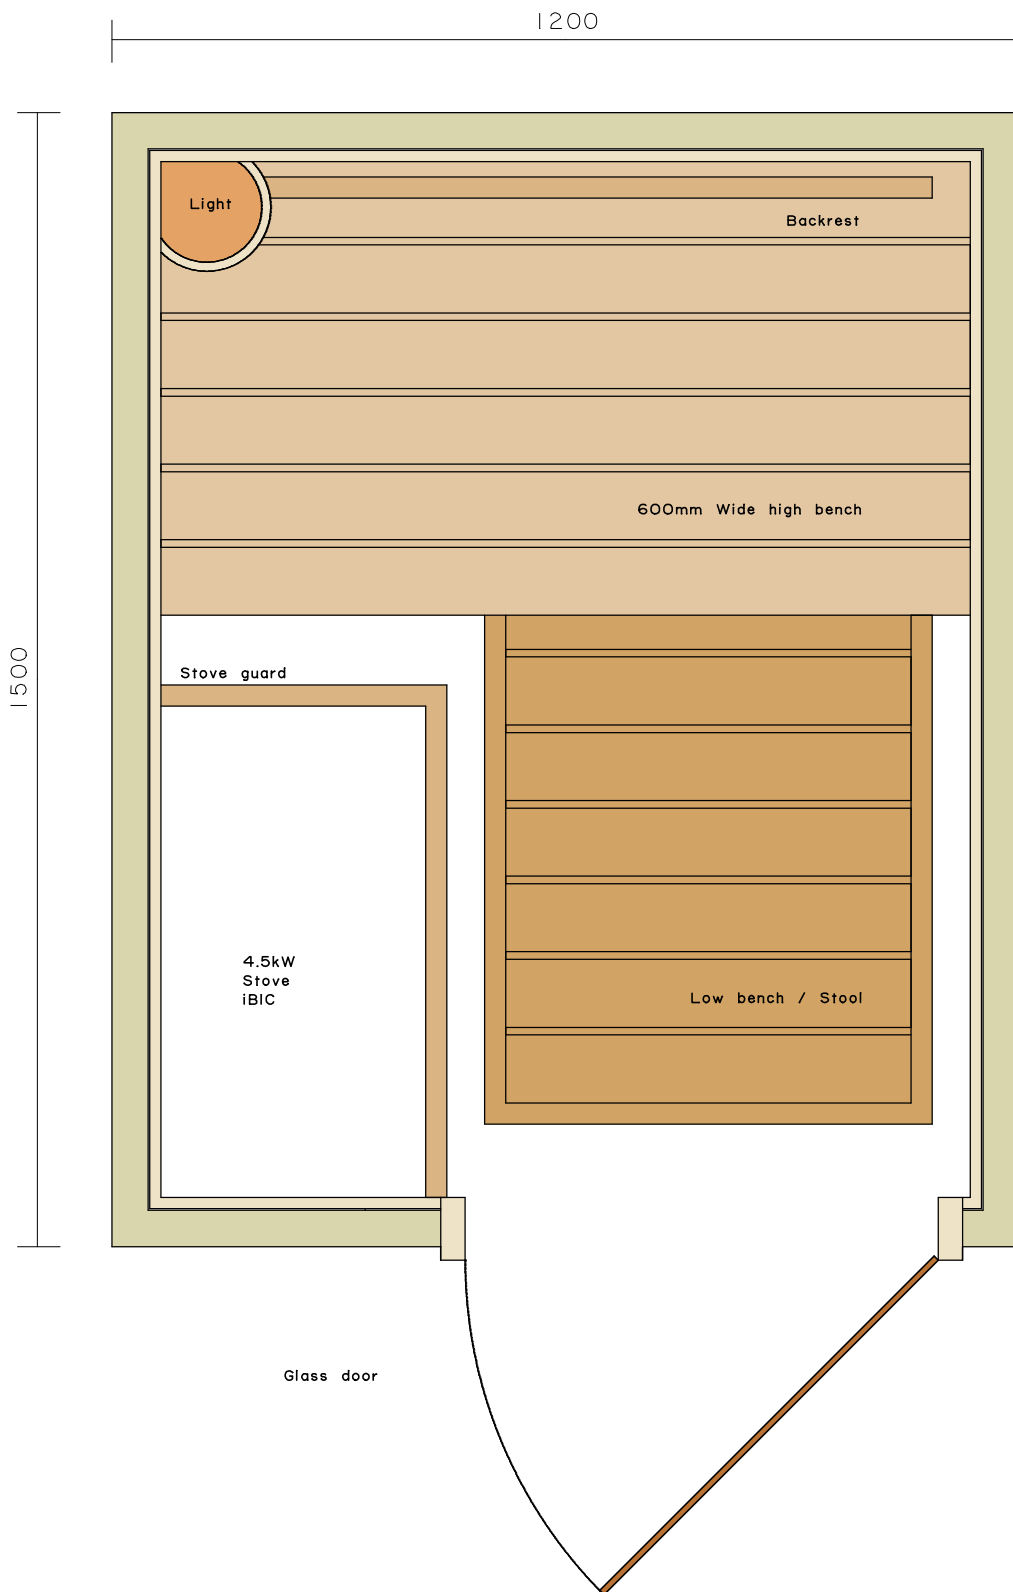 1200
Light
Backrest
600mm Wide high bench
1500
Stove guard
4.5kW
Stove
iBIC
Low bench / Stool
Glass door